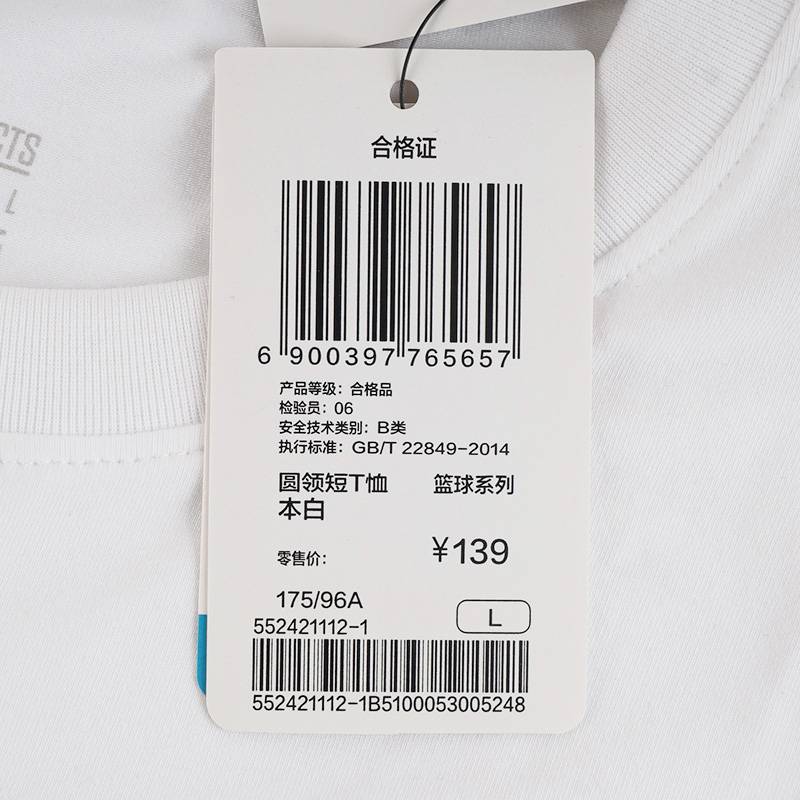 CTS
L
合格证
6 900397 765657
产品等级：合格品
检验员：06
安全技术类别：B类
执行标准：GB/T 22849-2014
圆领短T恤 篮球系列
本白
零售价： ¥139
175/96A
552421112-1 L
552421112-1B5100053005248